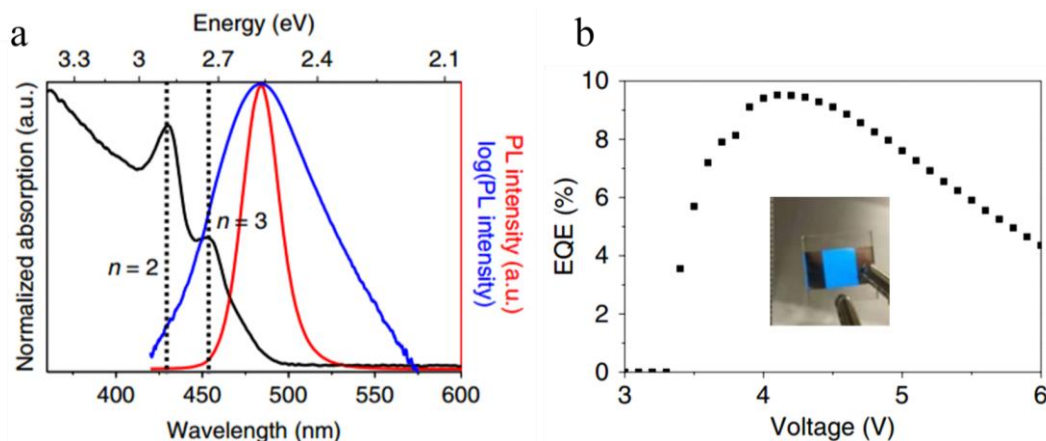 a
Energy (eV)
3.3 3 2.7 2.4 2.1
Normalized absorption (a.u.)
n = 2
n = 3
PL intensity (a.u.)
log(PL intensity)
400 450 500 550 600
Wavelength (nm)
b
10
8
6
4
2
0
EQE (%)
3 4 5 6
Voltage (V)